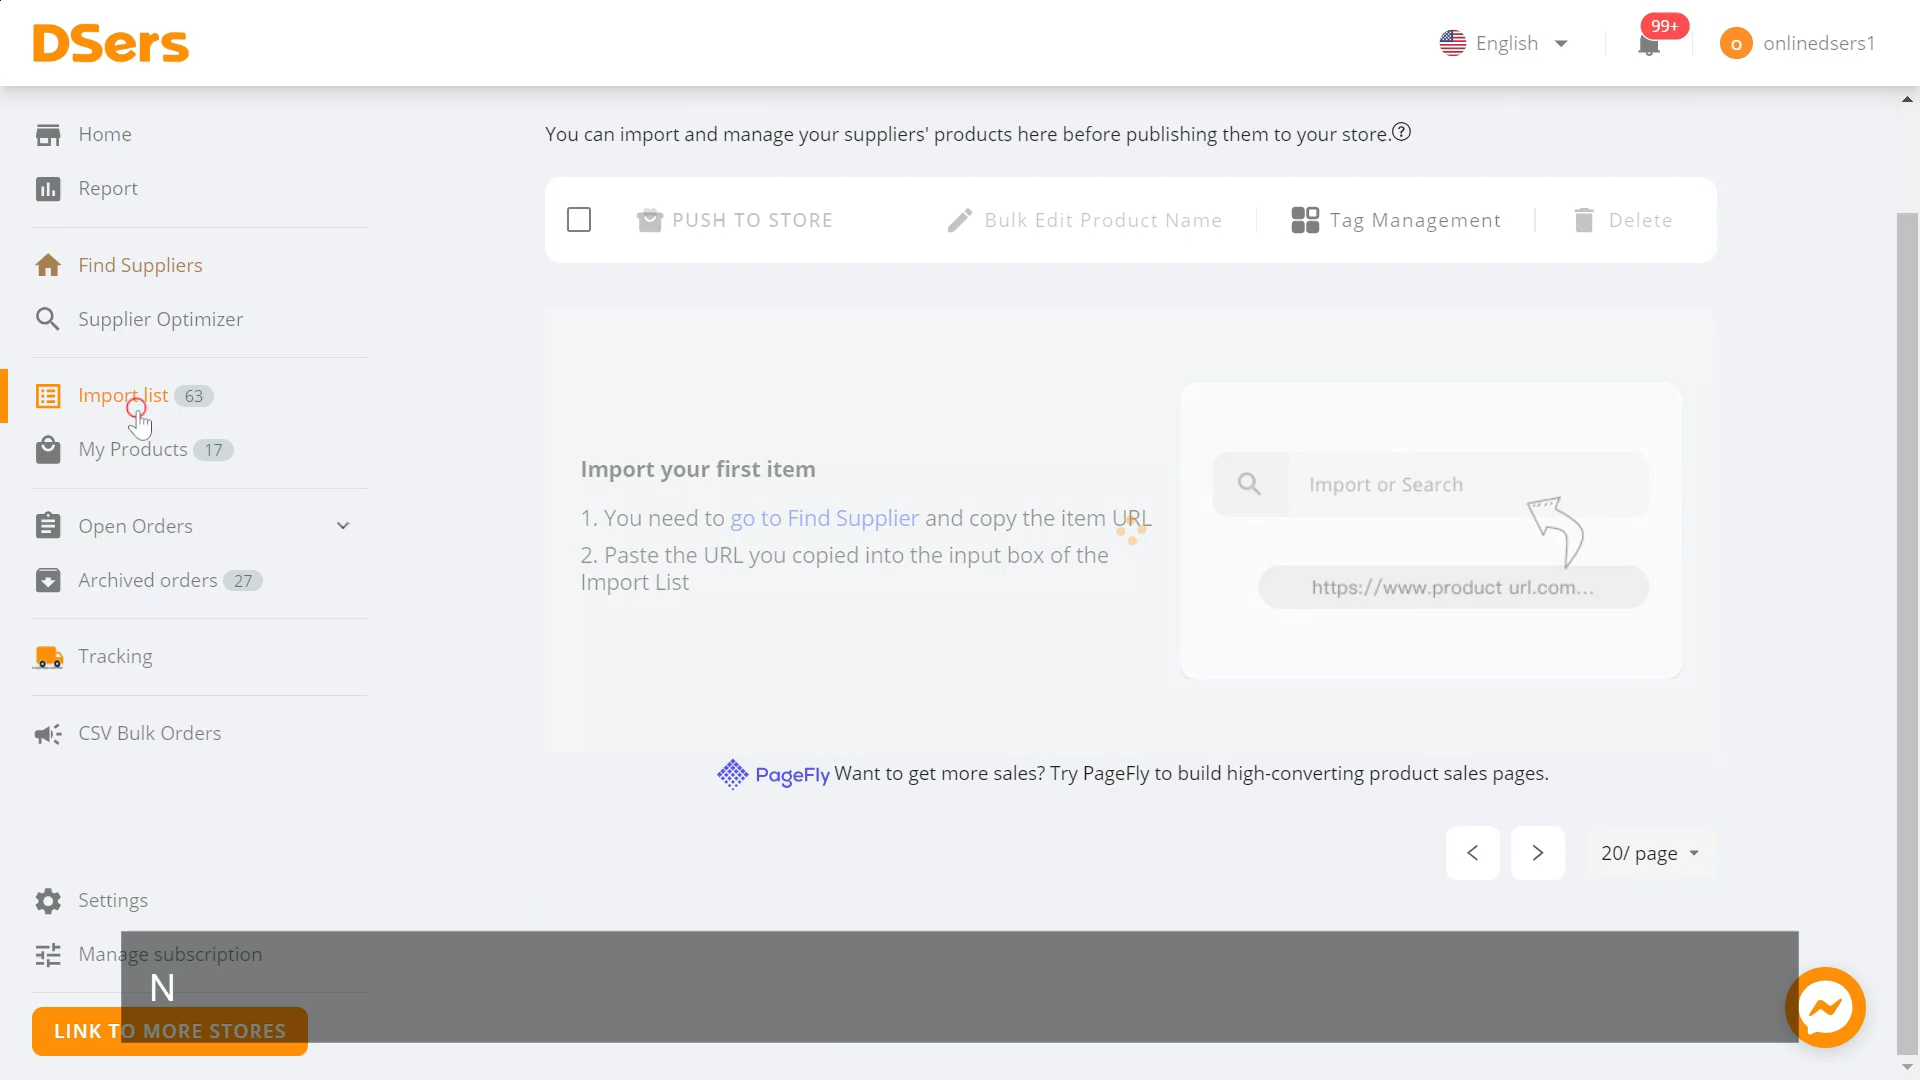 DSers
English
99+
o
onlinedsers1
Home
Report
Find Suppliers
Supplier Optimizer
Import list 63
My Products 17
Open Orders
Archived orders 27
Tracking
CSV Bulk Orders
Settings
Manage subscription
LINK TO MORE STORES
You can import and manage your suppliers' products here before publishing them to your store.?
PUSH TO STORE
Bulk Edit Product Name
Tag Management
Delete
Import your first item
1. You need to go to Find Supplier and copy the item URL
2. Paste the URL you copied into the input box of the
Import List
Import or Search
https://www.product url.com...
PageFly Want to get more sales? Try PageFly to build high-converting product sales pages.
< > 20/ page
N